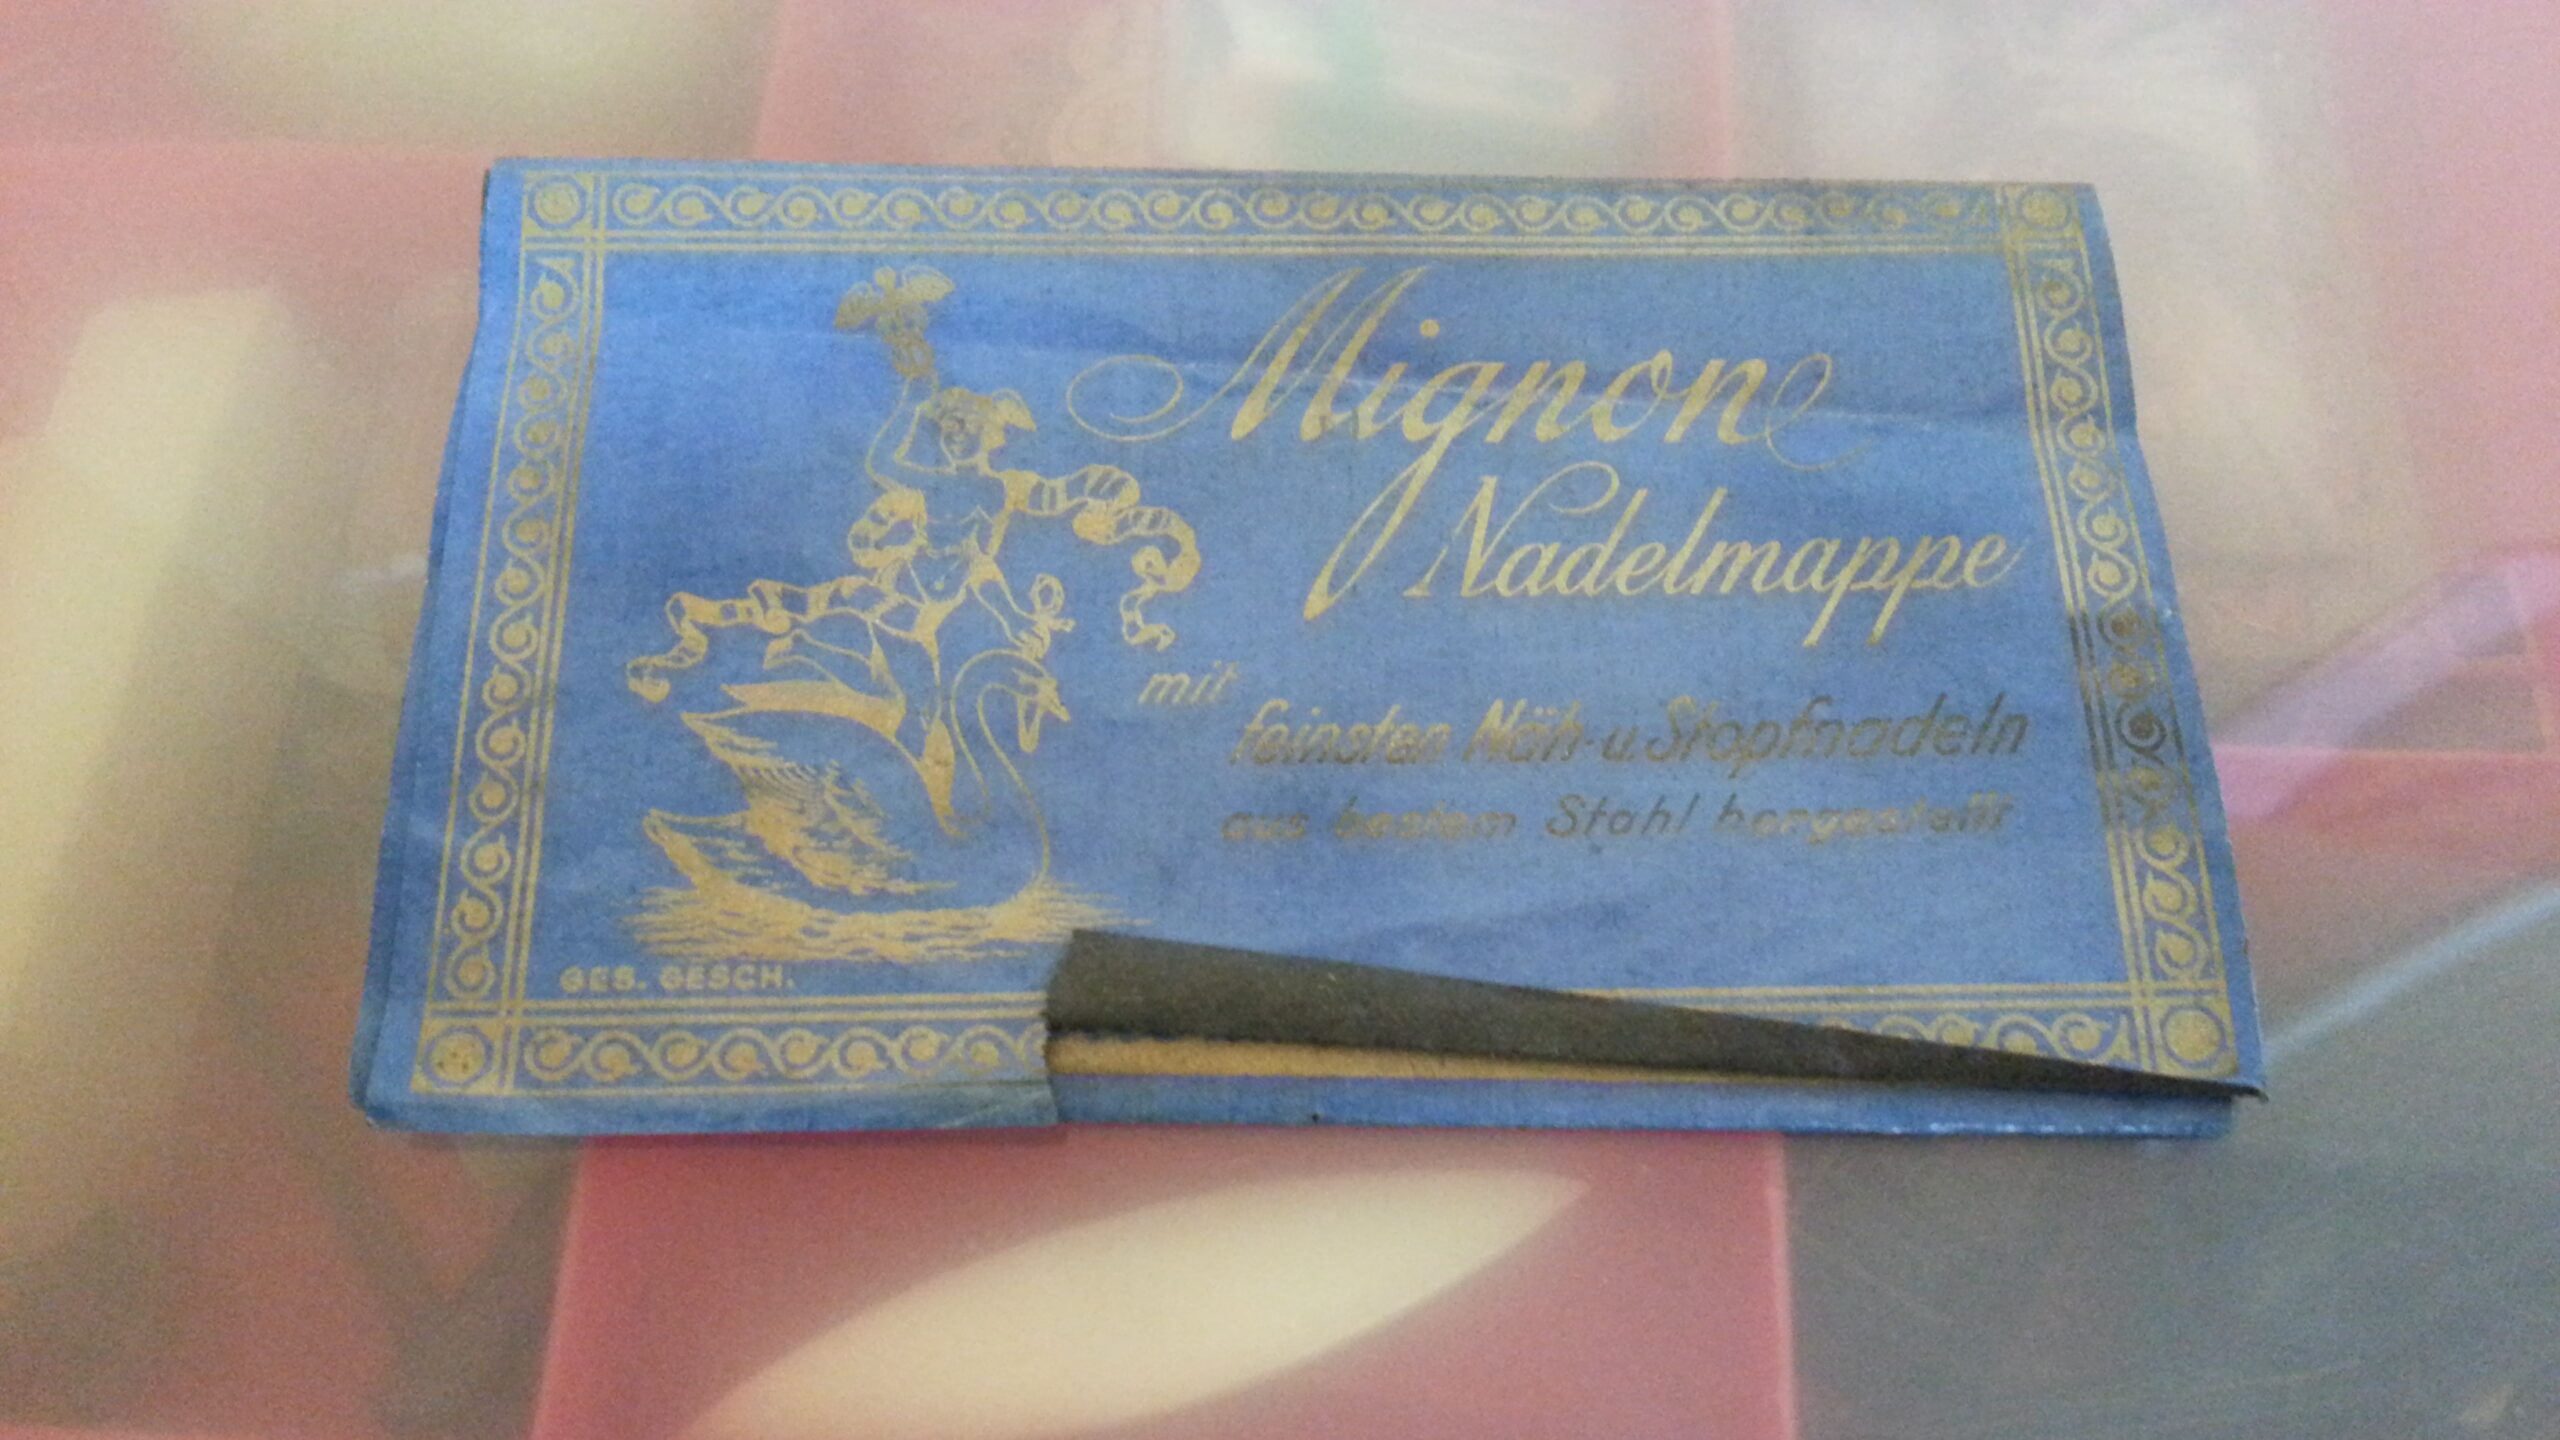 Mignon
Nadelmappe
mit
feinsten Näh- u. Stopfnadeln
aus bestem Stahl hergestellt
GES. GESCH.